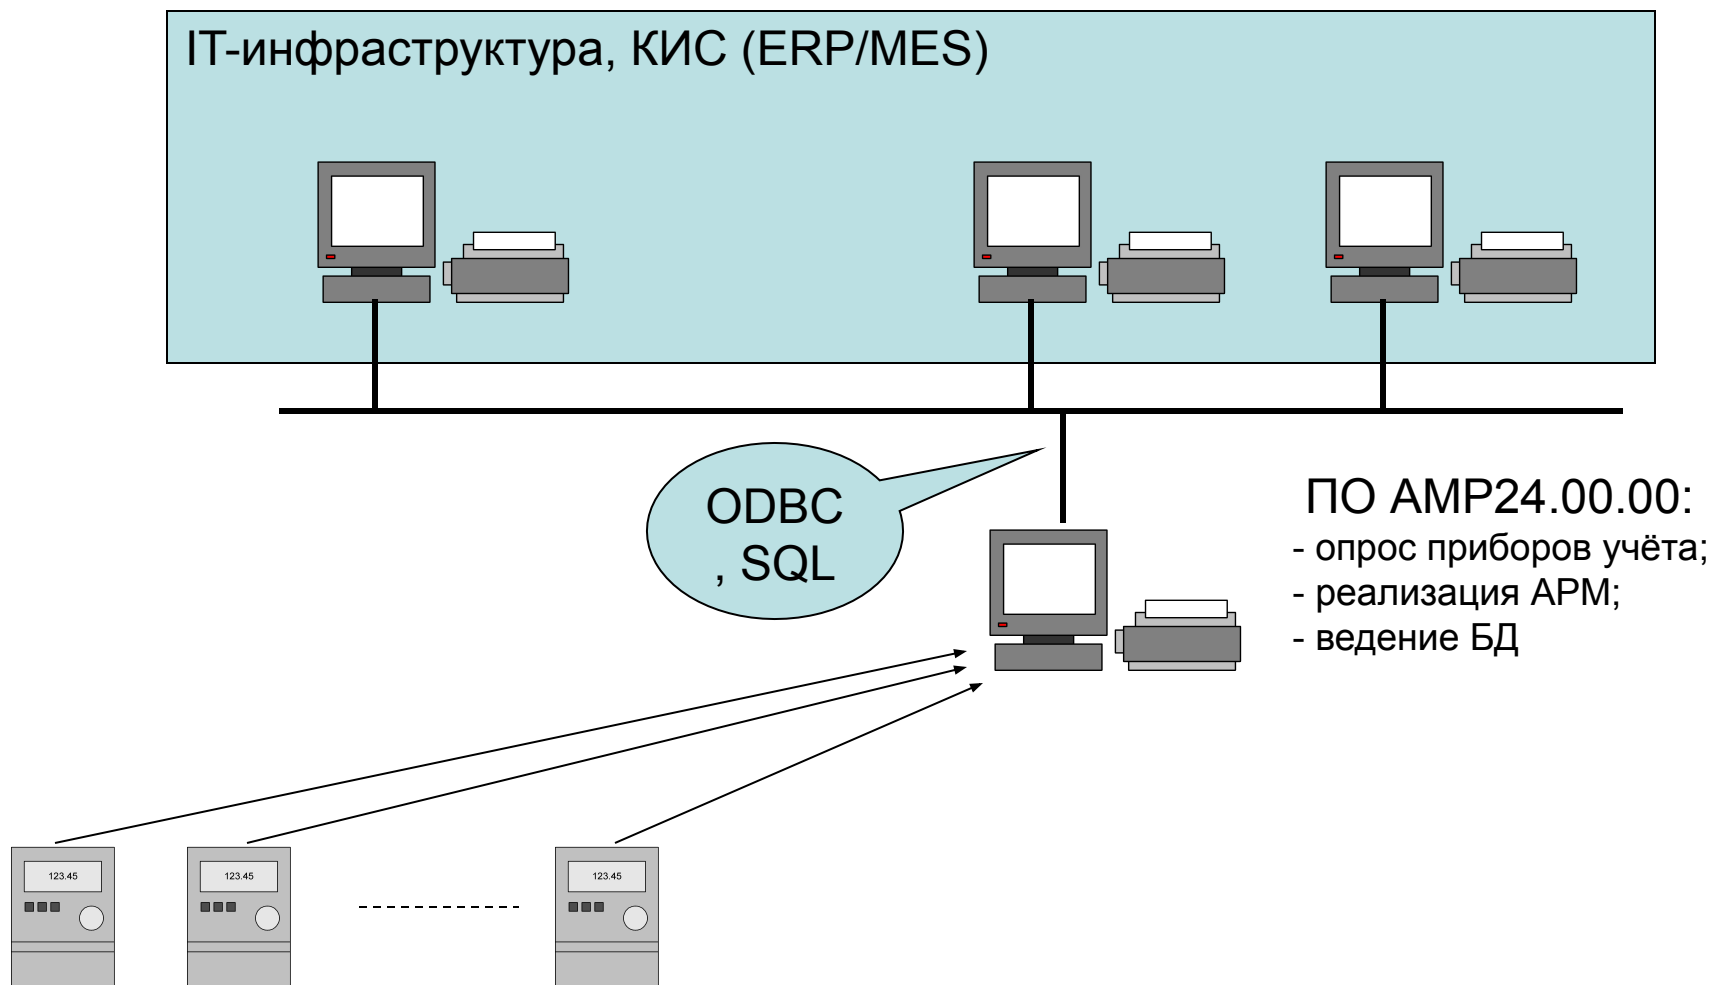 IT-инфраструктура, КИС (ERP/MES)
ODBC
, SQL
ПО АМР24.00.00:
- опрос приборов учёта;
- реализация АРМ;
- ведение БД
123.45
123.45
123.45